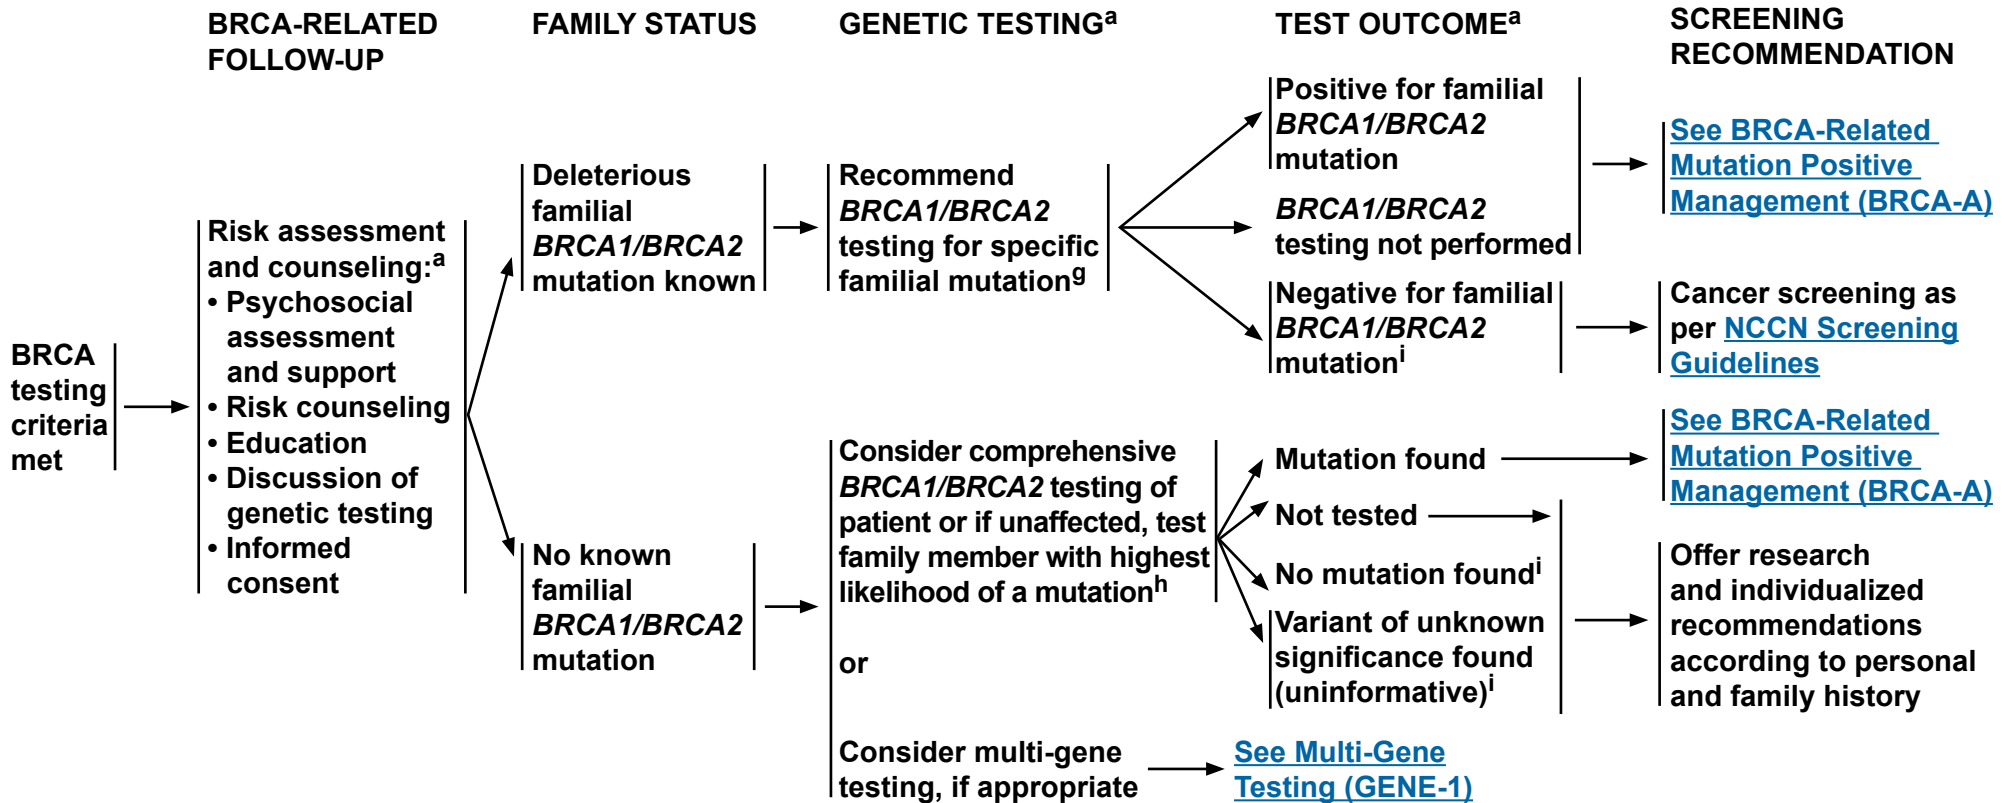 BRCA-RELATED
FOLLOW-UP
FAMILY STATUS
GENETIC TESTINGa
TEST OUTCOMEa
SCREENING
RECOMMENDATION
BRCA
testing
criteria
met
Risk assessment
and counseling:a
• Psychosocial
assessment
and support
• Risk counseling
• Education
• Discussion of
genetic testing
• Informed
consent
Deleterious
familial
BRCA1/BRCA2
mutation known
Recommend
BRCA1/BRCA2
testing for specific
familial mutationg
Positive for familial
BRCA1/BRCA2
mutation
BRCA1/BRCA2
testing not performed
See BRCA-Related
Mutation Positive
Management (BRCA-A)
Negative for familial
BRCA1/BRCA2
mutationi
Cancer screening as
per NCCN Screening
Guidelines
No known
familial
BRCA1/BRCA2
mutation
Consider comprehensive
BRCA1/BRCA2 testing of
patient or if unaffected, test
family member with highest
likelihood of a mutationh
or
Consider multi-gene
testing, if appropriate
Mutation found
See BRCA-Related
Mutation Positive
Management (BRCA-A)
Not tested
No mutation foundi
Variant of unknown
significance found
(uninformative)i
Offer research
and individualized
recommendations
according to personal
and family history
See Multi-Gene
Testing (GENE-1)